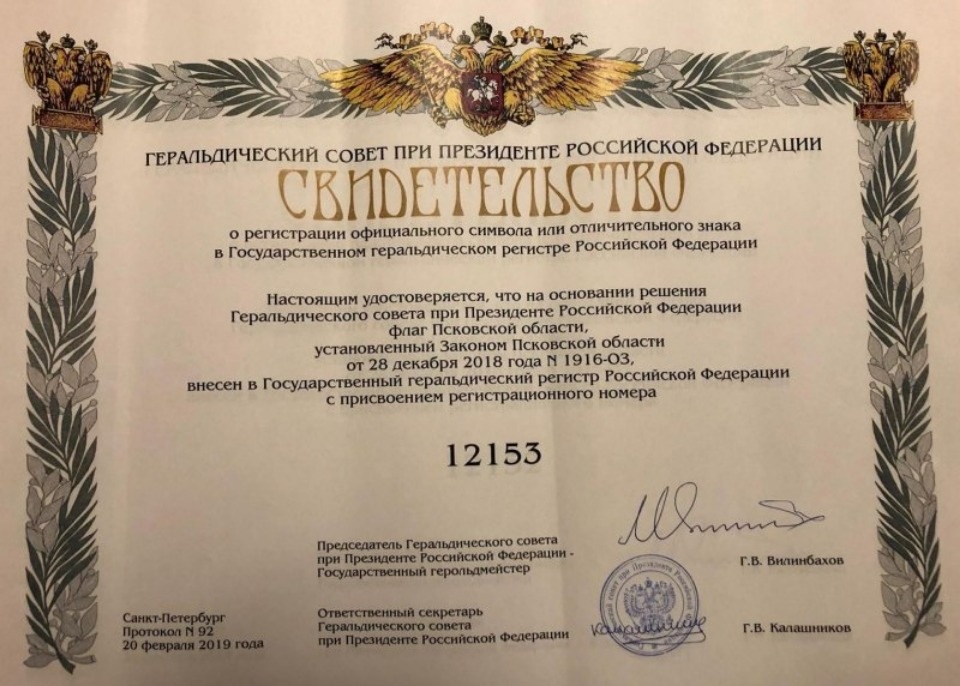 ГЕРАЛЬДИЧЕСКИЙ СОВЕТ ПРИ ПРЕЗИДЕНТЕ РОССИЙСКОЙ ФЕДЕРАЦИИ
СВИДЕТЕЛЬСТВО
о регистрации официального символа или отличительного знака
в Государственном геральдическом регистре Российской Федерации
Настоящим удостоверяется, что на основании решения
Геральдического совета при Президенте Российской Федерации
флаг Псковской области,
установленный Законом Псковской области
от 28 декабря 2018 года N 1916-ОЗ,
внесен в Государственный геральдический регистр Российской Федерации
с присвоением регистрационного номера
12153
Председатель Геральдического совета
при Президенте Российской Федерации -
Государственный герольдмейстер
Г.В. Вилинбахов
Санкт-Петербург
Протокол N 92
20 февраля 2019 года
Ответственный секретарь
Геральдического совета
при Президенте Российской Федерации
Г.В. Калашников